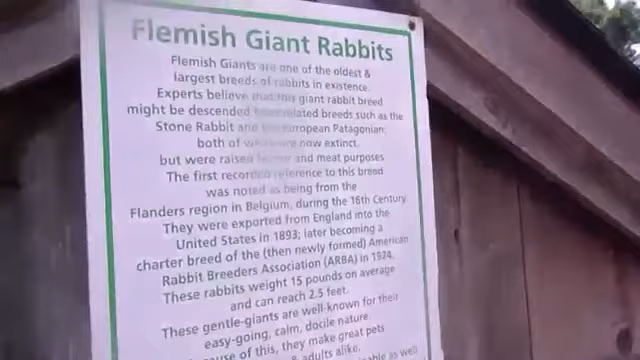 Flemish Giant Rabbits
Flemish Giants are one of the oldest &
largest breeds of rabbits in existence.
Experts believe that this giant rabbit breed
might be descended from related breeds such as the
Stone Rabbit and the European Patagonian;
both of which are now extinct.
but were raised for fur and meat purposes
The first recorded reference to this breed
was noted as being from the
Flanders region in Belgium, during the 16th Century
They were exported from England into the
United States in 1893; later becoming a
charter breed of the (then newly formed) American
Rabbit Breeders Association (ARBA) in 1924.
These rabbits weight 15 pounds on average
and can reach 2.5 feet.
These gentle-giants are well-known for their
easy-going, calm, docile nature.
of this, they make great pets
& adults alike.
as well